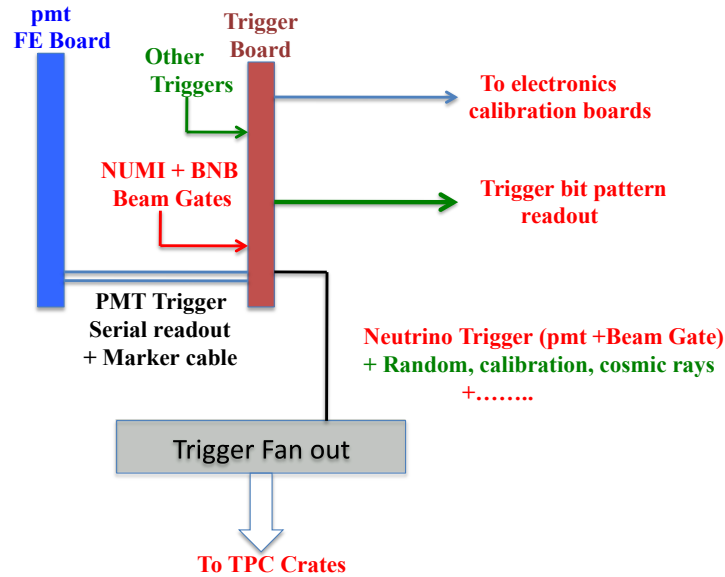 pmt
FE Board
Trigger
Board
Other
Triggers
To electronics
calibration boards
NUMI + BNB
Beam Gates
Trigger bit pattern
readout
PMT Trigger
Serial readout
+ Marker cable
Neutrino Trigger (pmt +Beam Gate)
+ Random, calibration, cosmic rays
+……..
Trigger Fan out
To TPC Crates